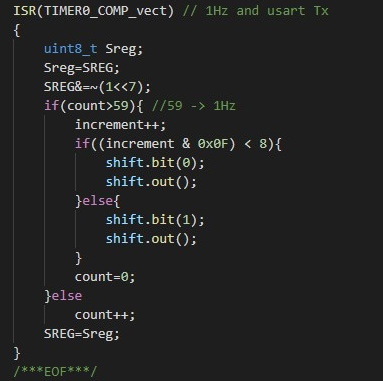 ISR(TIMER0_COMP_vect) // 1Hz and usart Tx
{
    uint8_t Sreg;
    Sreg=SREG;
    SREG&=~(1<<7);
    if(count>59){ //59 -> 1Hz
        increment++;
        if((increment & 0x0F) < 8){
            shift.bit(0);
            shift.out();
        }else{
            shift.bit(1);
            shift.out();
        }
        count=0;
    }else
        count++;
    SREG=Sreg;
}
/***EOF***/